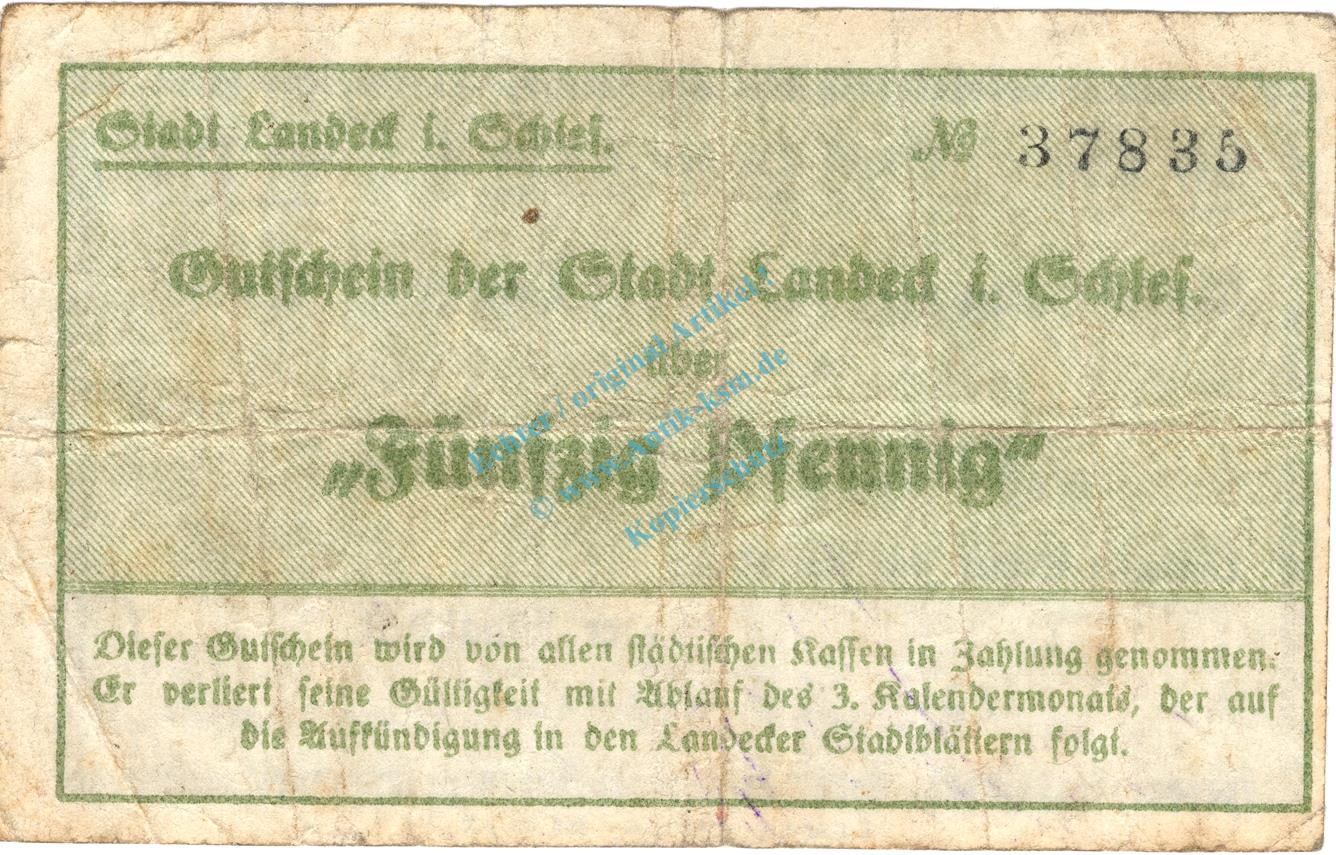 Stadt Landeck i. Schles. № 37835
Gutschein der Stadt Landeck i. Schles.
über
„Fünfzig Pfennig“
Echter / original Artikel !
© www.Antik-ksm.de
Kopierschutz
Dieser Gutschein wird von allen städtischen Kassen in Zahlung genommen.
Er verliert seine Gültigkeit mit Ablauf des 3. Kalendermonats, der auf
die Aufkündigung in den Landecker Stadtblättern folgt.